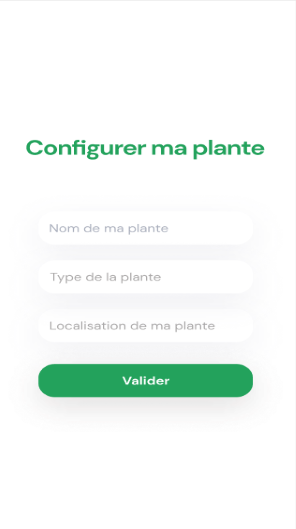 Configurer ma plante
Nom de ma plante
Type de la plante
Localisation de ma plante
Valider